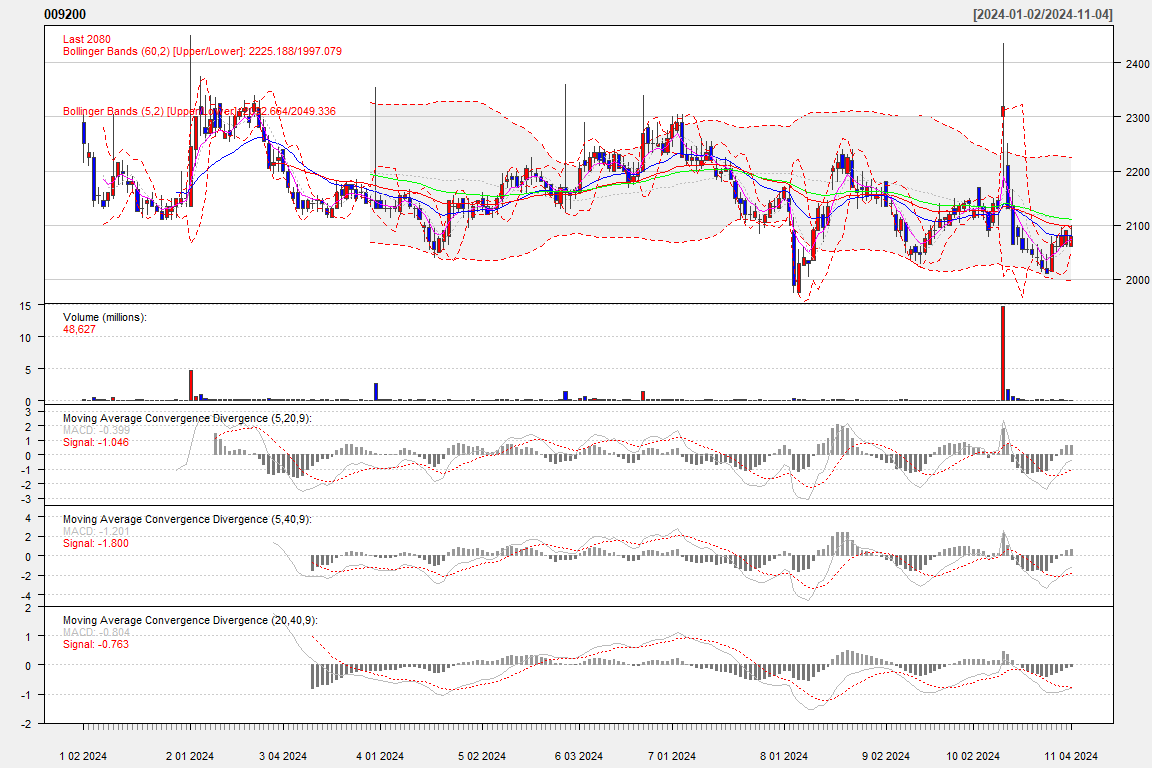 009200 [2024-01-02/2024-11-04]
Last 2080
Bollinger Bands (60,2) [Upper/Lower]: 2225.188/1997.079
Bollinger Bands (5,2) [Upper/Lower]: /2049.336
2400
2300
2200
2100
2000
Volume (millions):
48,627
15
10
5
0
Moving Average Convergence Divergence (5,20,9):
MACD: -0.399
Signal: -1.046
3
2
1
0
-1
-2
-3
Moving Average Convergence Divergence (5,40,9):
MACD: -1.201
Signal: -1.800
4
2
0
-2
-4
Moving Average Convergence Divergence (20,40,9):
MACD: -0.804
Signal: -0.763
2
1
0
-1
-2
1 02 2024 2 01 2024 3 04 2024 4 01 2024 5 02 2024 6 03 2024 7 01 2024 8 01 2024 9 02 2024 10 02 2024 11 04 2024